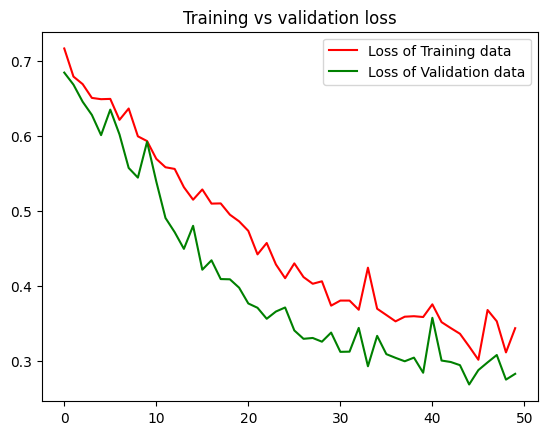 Training vs validation loss
Loss of Training data
Loss of Validation data
0.7
0.6
0.5
0.4
0.3
0 10 20 30 40 50